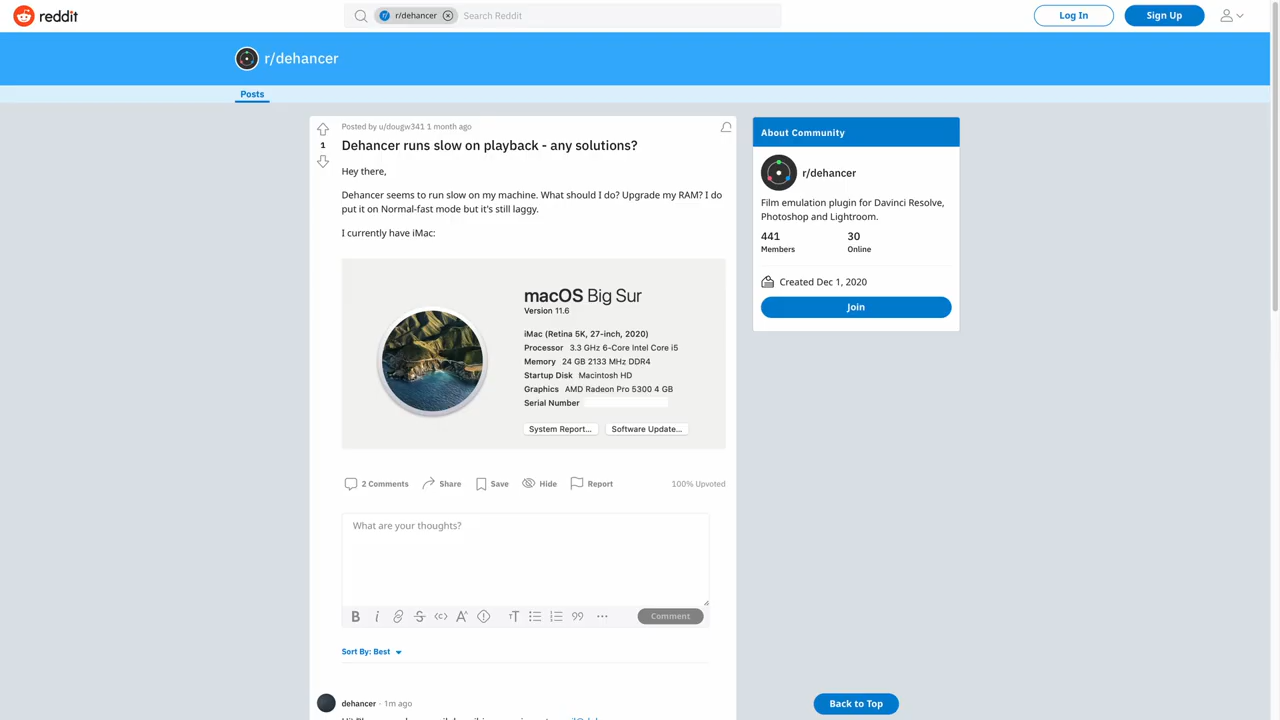 reddit
r/dehancer
Search Reddit
Log In
Sign Up
r/dehancer
Posts
Posted by u/dougw341 1 month ago
1
Dehancer runs slow on playback - any solutions?
Hey there,
Dehancer seems to run slow on my machine. What should I do? Upgrade my RAM? I do
put it on Normal-fast mode but it's still laggy.
I currently have iMac:
macOS Big Sur
Version 11.6
iMac (Retina 5K, 27-inch, 2020)
Processor 3.3 GHz 6-Core Intel Core i5
Memory 24 GB 2133 MHz DDR4
Startup Disk Macintosh HD
Graphics AMD Radeon Pro 5300 4 GB
Serial Number
System Report...
Software Update...
2 Comments
Share
Save
Hide
Report
100% Upvoted
What are your thoughts?
Comment
Sort By: Best
dehancer · 1m ago
About Community
r/dehancer
Film emulation plugin for Davinci Resolve,
Photoshop and Lightroom.
441
Members
30
Online
Created Dec 1, 2020
Join
Back to Top